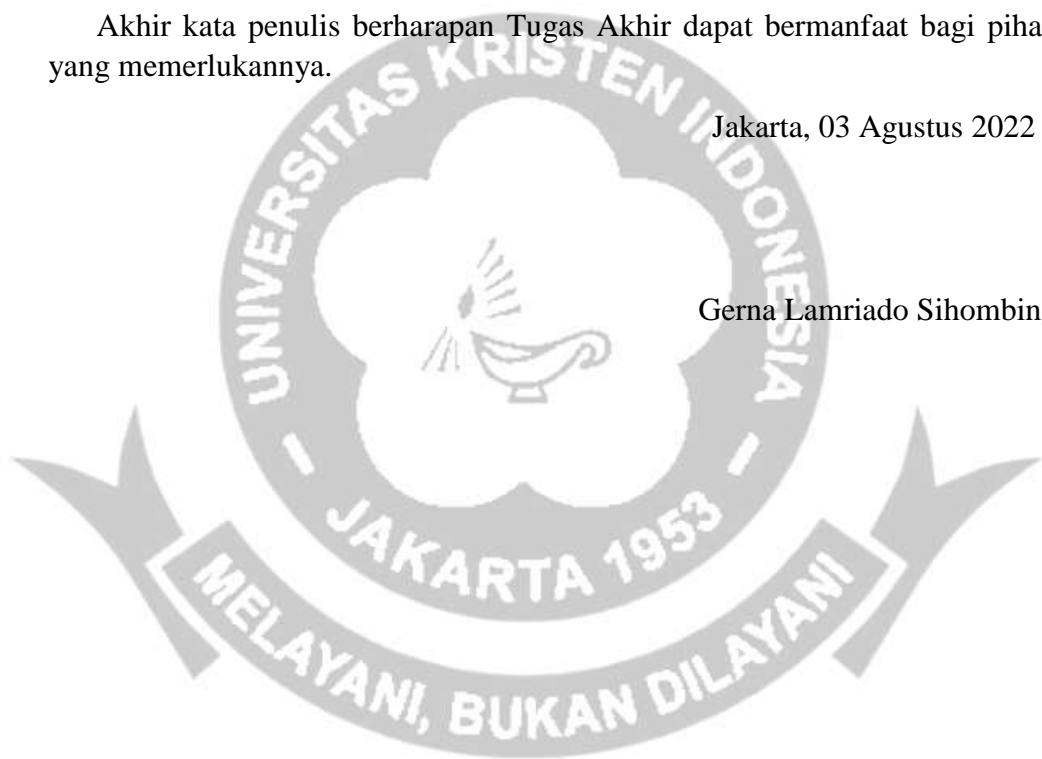 Akhir kata penulis berharapan Tugas Akhir dapat bermanfaat bagi piha
yang memerlukannya.
Jakarta, 03 Agustus 2022
Gerna Lamriado Sihombin
UNIVERSITAS KRISTEN INDONESIA
- JAKARTA 1953 -
MELAYANI, BUKAN DILAYANI